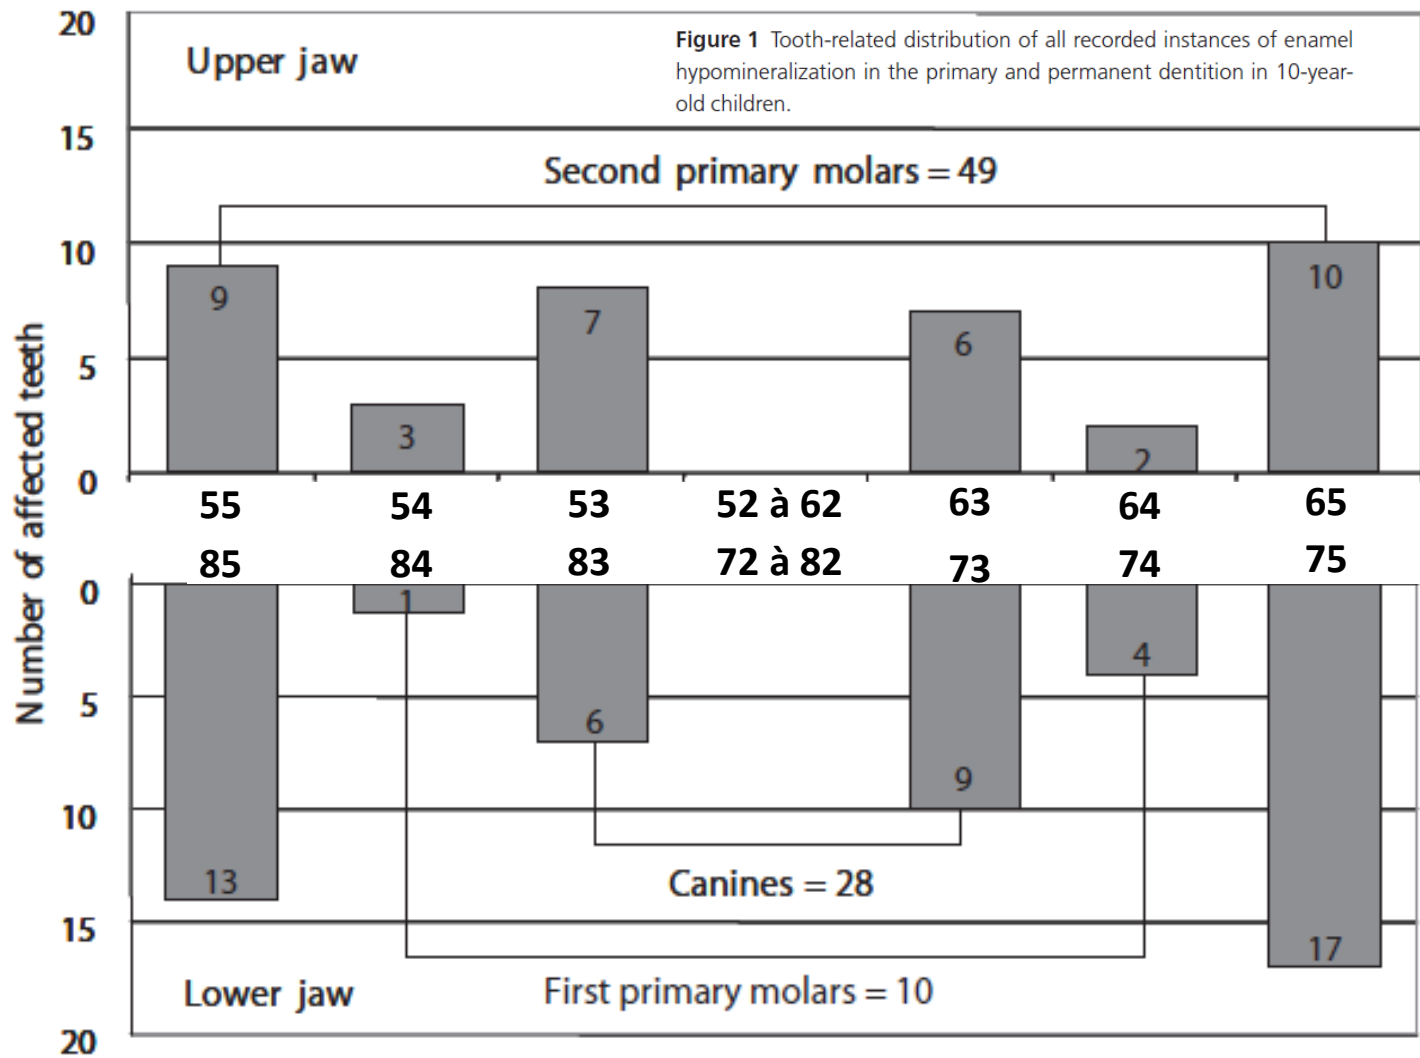 20
Upper jaw
Figure 1 Tooth-related distribution of all recorded instances of enamel
hypomineralization in the primary and permanent dentition in 10-year-
old children.
15
Second primary molars = 49
10
9
7
6
10
5
3
2
0
55 54 53 52 à 62 63 64 65
85 84 83 72 à 82 73 74 75
Number of affected teeth
0
1
4
5
6
9
10
13
Canines = 28
15
17
Lower jaw
First primary molars = 10
20